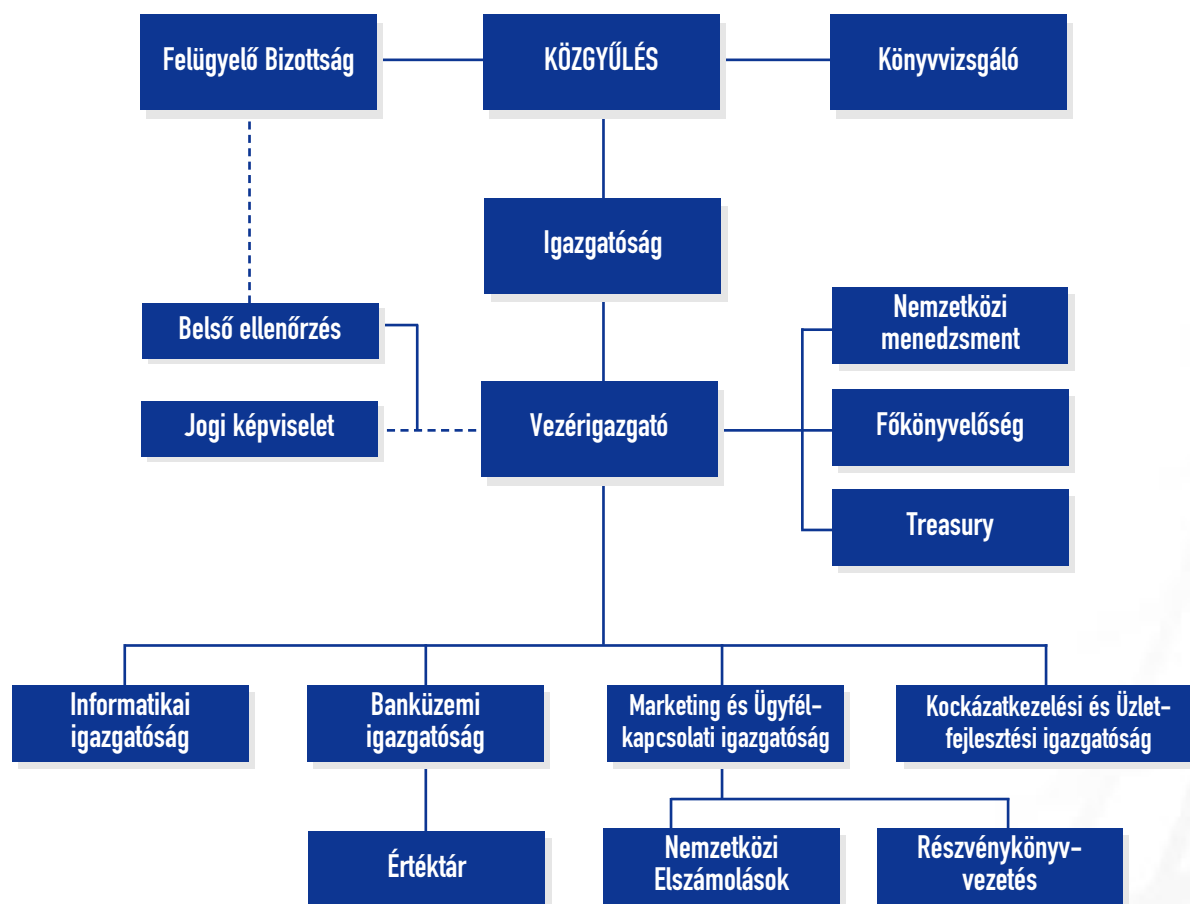 Felügyelő Bizottság
KÖZGYŰLÉS
Könyvvizsgáló
Igazgatóság
Belső ellenőrzés
Nemzetközi
menedzsment
Jogi képviselet
Vezérigazgató
Főkönyvelőség
Treasury
Informatikai
igazgatóság
Banküzemi
igazgatóság
Marketing és Ügyfél-
kapcsolati igazgatóság
Kockázatkezelési és Üzlet-
fejlesztési igazgatóság
Értéktár
Nemzetközi
Elszámolások
Részvénykönyv-
vezetés